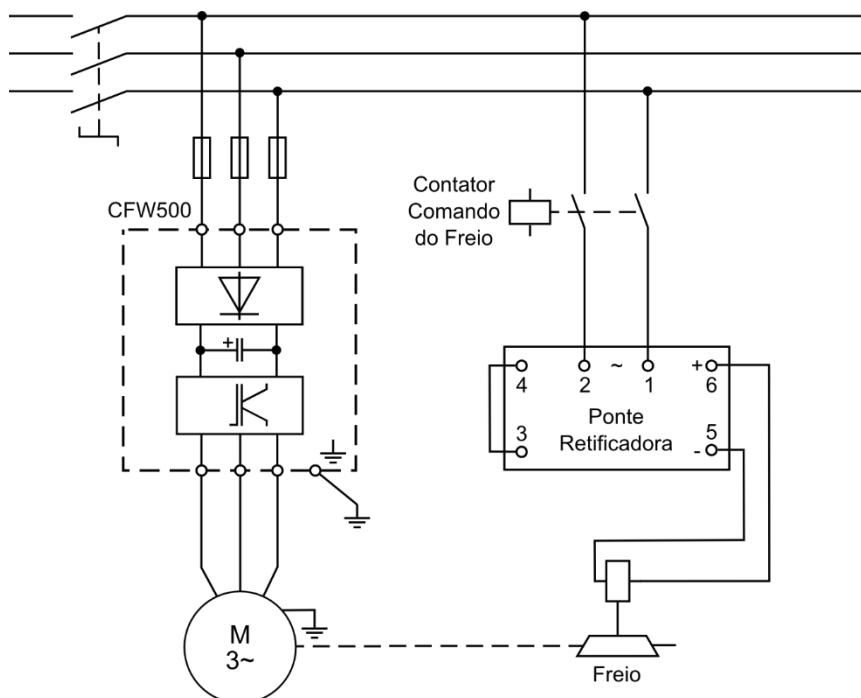 CFW500
Contator
Comando
do Freio
+
4 2 ~ 1 + 6
Ponte
Retificadora
3 5 -
M
3~
Freio